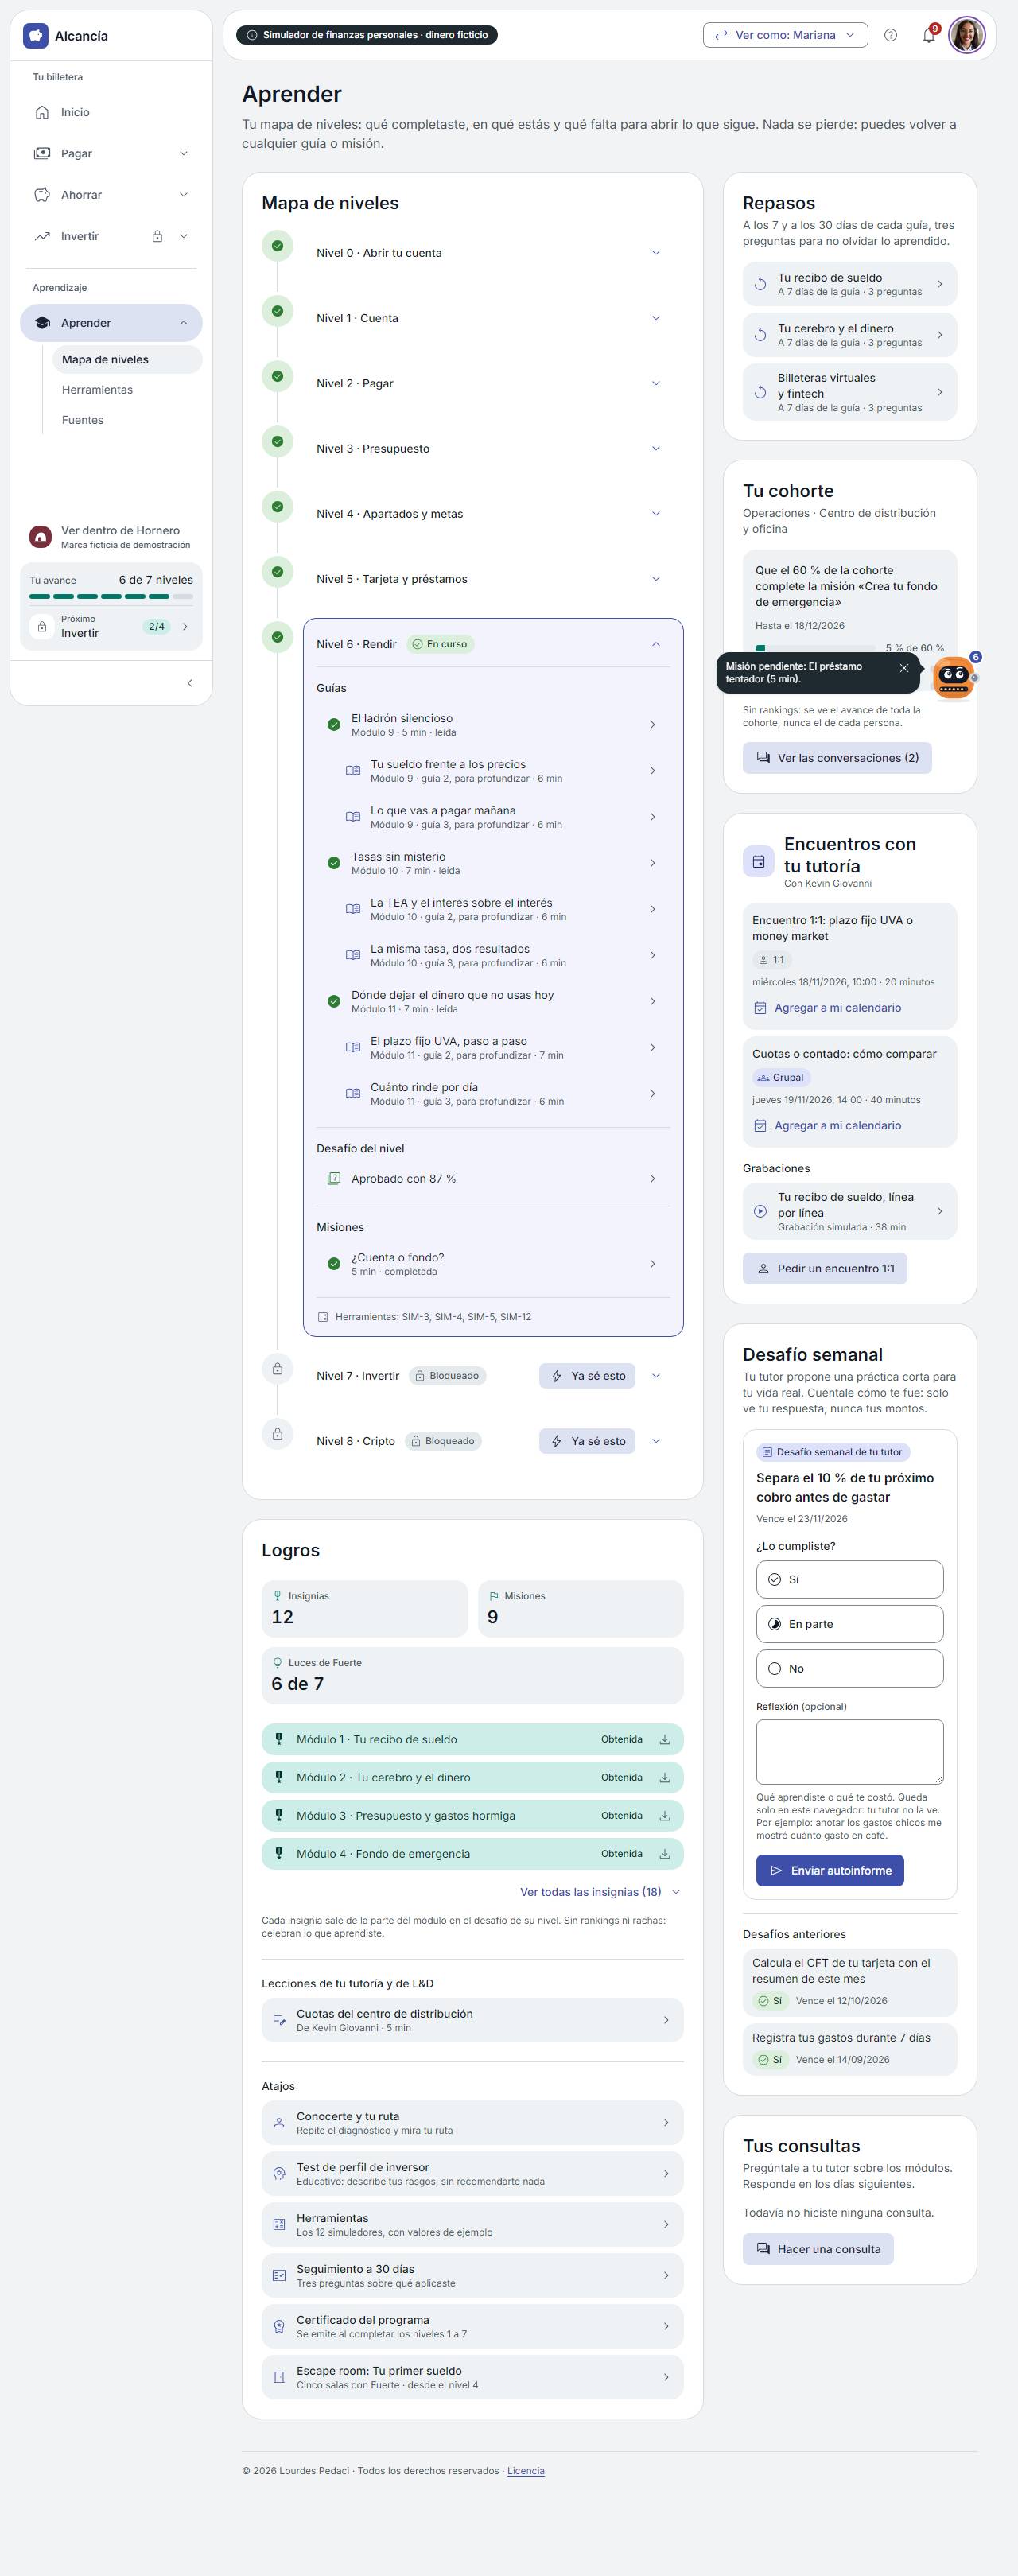 Alcancía
Tu billetera
Inicio
Pagar
Ahorrar
Invertir
Aprendizaje
Aprender
Mapa de niveles
Herramientas
Fuentes
Ver dentro de Hornero
Marca ficticia de demostración
Tu avance
6 de 7 niveles
Próximo
Invertir
2/4
Simulador de finanzas personales · dinero ficticio
Ver como: Mariana
9
Aprender
Tu mapa de niveles: qué completaste, en qué estás y qué falta para abrir lo que sigue. Nada se pierde: puedes volver a
cualquier guía o misión.
Mapa de niveles
Nivel 0 · Abrir tu cuenta
Nivel 1 · Cuenta
Nivel 2 · Pagar
Nivel 3 · Presupuesto
Nivel 4 · Apartados y metas
Nivel 5 · Tarjeta y préstamos
Nivel 6 · Rendir
En curso
Guías
El ladrón silencioso
Módulo 9 · 5 min · leída
Tu sueldo frente a los precios
Módulo 9 · guía 2, para profundizar · 6 min
Lo que vas a pagar mañana
Módulo 9 · guía 3, para profundizar · 6 min
Tasas sin misterio
Módulo 10 · 7 min · leída
La TEA y el interés sobre el interés
Módulo 10 · guía 2, para profundizar · 6 min
La misma tasa, dos resultados
Módulo 10 · guía 3, para profundizar · 6 min
Dónde dejar el dinero que no usas hoy
Módulo 11 · 7 min · leída
El plazo fijo UVA, paso a paso
Módulo 11 · guía 2, para profundizar · 7 min
Cuánto rinde por día
Módulo 11 · guía 3, para profundizar · 6 min
Desafío del nivel
Aprobado con 87 %
Misiones
¿Cuenta o fondo?
5 min · completada
Herramientas: SIM-3, SIM-4, SIM-5, SIM-12
Nivel 7 · Invertir
Bloqueado
Ya sé esto
Nivel 8 · Cripto
Bloqueado
Ya sé esto
Logros
Insignias
12
Misiones
9
Luces de Fuerte
6 de 7
Módulo 1 · Tu recibo de sueldo
Obtenida
Módulo 2 · Tu cerebro y el dinero
Obtenida
Módulo 3 · Presupuesto y gastos hormiga
Obtenida
Módulo 4 · Fondo de emergencia
Obtenida
Ver todas las insignias (18)
Cada insignia sale de la parte del módulo en el desafío de su nivel. Sin rankings ni rachas:
celebran lo que aprendiste.
Lecciones de tu tutoría y de L&D
Cuotas del centro de distribución
De Kevin Giovanni · 5 min
Atajos
Conocerte y tu ruta
Repite el diagnóstico y mira tu ruta
Test de perfil de inversor
Educativo: describe tus rasgos, sin recomendarte nada
Herramientas
Los 12 simuladores, con valores de ejemplo
Seguimiento a 30 días
Tres preguntas sobre qué aplicaste
Certificado del programa
Se emite al completar los niveles 1 a 7
Escape room: Tu primer sueldo
Cinco salas con Fuerte · desde el nivel 4
Repasos
A los 7 y a los 30 días de cada guía, tres
preguntas para no olvidar lo aprendido.
Tu recibo de sueldo
A 7 días de la guía · 3 preguntas
Tu cerebro y el dinero
A 7 días de la guía · 3 preguntas
Billeteras virtuales
y fintech
A 7 días de la guía · 3 preguntas
Tu cohorte
Operaciones · Centro de distribución
y oficina
Que el 60 % de la cohorte
complete la misión «Crea tu fondo
de emergencia»
Hasta el 18/12/2026
5 % de 60 %
Misión pendiente: El préstamo
tentador (5 min).
6
Sin rankings: se ve el avance de toda la
cohorte, nunca el de cada persona.
Ver las conversaciones (2)
Encuentros con
tu tutoría
Con Kevin Giovanni
Encuentro 1:1: plazo fijo UVA o
money market
1:1
miércoles 18/11/2026, 10:00 · 20 minutos
Agregar a mi calendario
Cuotas o contado: cómo comparar
Grupal
jueves 19/11/2026, 14:00 · 40 minutos
Agregar a mi calendario
Grabaciones
Tu recibo de sueldo, línea
por línea
Grabación simulada · 38 min
Pedir un encuentro 1:1
Desafío semanal
Tu tutor propone una práctica corta para
tu vida real. Cuéntale cómo te fue: solo
ve tu respuesta, nunca tus montos.
Desafío semanal de tu tutor
Separa el 10 % de tu próximo
cobro antes de gastar
Vence el 23/11/2026
¿Lo cumpliste?
Sí
En parte
No
Reflexión (opcional)
Qué aprendiste o qué te costó. Queda
solo en este navegador: tu tutor no la ve.
Por ejemplo: anotar los gastos chicos me
mostró cuánto gasto en café.
Enviar autoinforme
Desafíos anteriores
Calcula el CFT de tu tarjeta con el
resumen de este mes
Sí
Vence el 12/10/2026
Registra tus gastos durante 7 días
Sí
Vence el 14/09/2026
Tus consultas
Pregúntale a tu tutor sobre los módulos.
Responde en los días siguientes.
Todavía no hiciste ninguna consulta.
Hacer una consulta
© 2026 Lourdes Pedaci · Todos los derechos reservados · Licencia